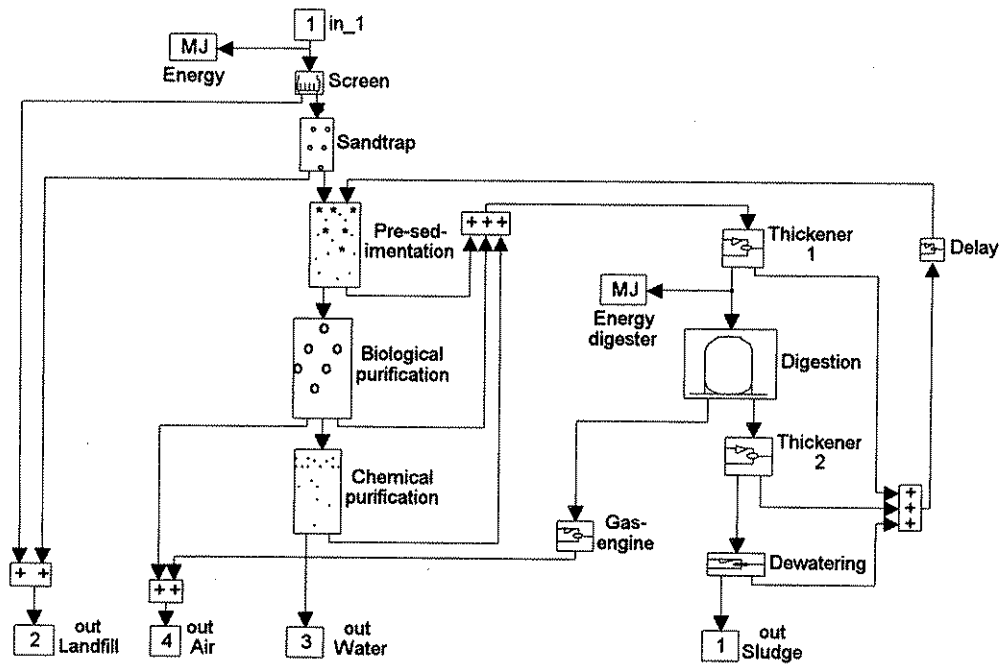 1 in_1
MJ
Energy
Screen
Sandtrap
Pre-sed-
imentation
+ + +
Thickener
1
Delay
MJ
Energy
digester
Biological
purification
Digestion
Thickener
2
Chemical
purification
+
+
+
Gas-
engine
Dewatering
+ +
+ +
2
out
Landfill
4
out
Air
3
out
Water
1
out
Sludge